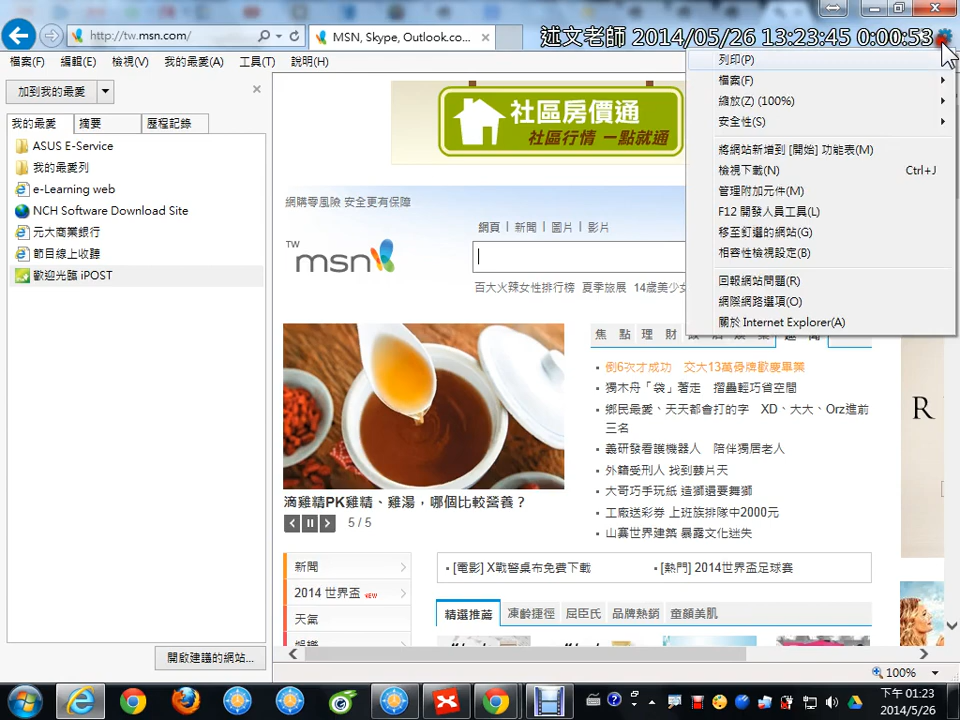 http://tw.msn.com/
MSN, Skype, Outlook.co...
述文老師 2014/05/26 13:23:45 0:00:53
檔案(F) 編輯(E) 檢視(V) 我的最愛(A) 工具(T) 說明(H)
加到我的最愛
我的最愛 摘要 歷程記錄
ASUS E-Service
我的最愛列
e-Learning web
NCH Software Download Site
元大商業銀行
節目線上收聽
歡迎光臨 iPOST
開啟建議的網站...
社區房價通
社區行情 一點就通
網購零風險 安全更有保障
TW
msn
網頁 | 新聞 | 圖片 | 影片
百大火辣女性排行榜 夏季旅展 14歲美少女
列印(P)
檔案(F)
縮放(Z) (100%)
安全性(S)
將網站新增到 [開始] 功能表(M)
檢視下載(N) Ctrl+J
管理附加元件(M)
F12 開發人員工具(L)
移至釘選的網站(G)
相容性檢視設定(B)
回報網站問題(R)
網際網路選項(O)
關於 Internet Explorer(A)
焦 點 理 財
倒6次才成功 交大13萬骨牌歡慶畢業
獨木舟「袋」著走 摺疊輕巧省空間
鄉民最愛、天天都會打的字 XD、大大、Orz進前
三名
義研發看護機器人 陪伴獨居老人
外籍受刑人 找到藝片天
大哥巧手玩紙 造獅還要舞獅
工廠送彩券 上班族排隊中2000元
山寨世界建築 暴露文化迷失
滴雞精PK雞精、雞湯，哪個比較營養？
5 / 5
R
新聞
2014 世界盃 NEW
天氣
娛樂
[電影] X戰警桌布免費下載
[熱門] 2014世界盃足球賽
精選推薦 凍齡捷徑 屈臣氏 品牌熱銷 童顏美肌
100%
下午 01:23
2014/5/26